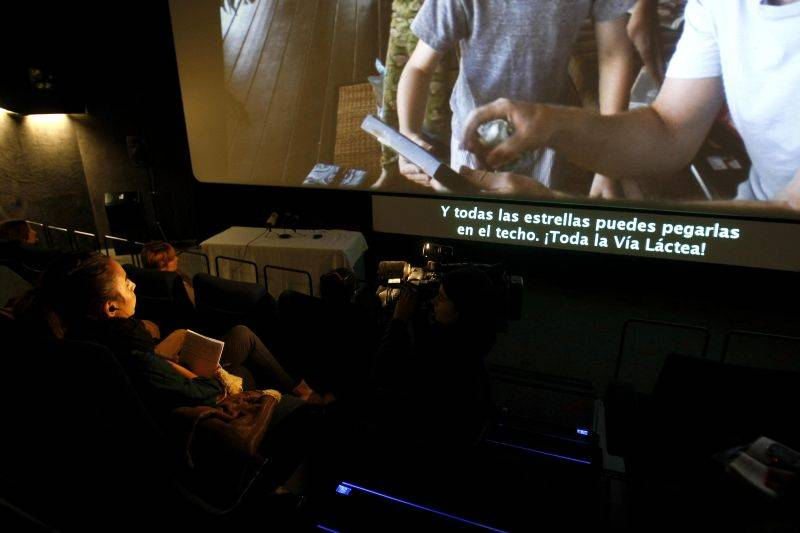 Y todas las estrellas puedes pegarlas
en el techo. ¡Toda la Vía Láctea!